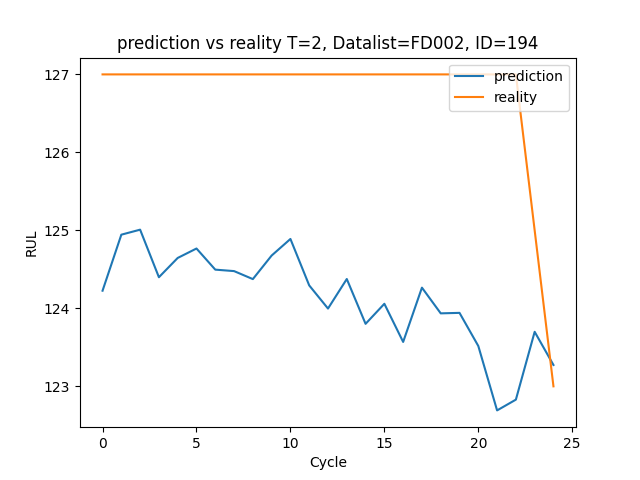 prediction vs reality T=2, Datalist=FD002, ID=194
prediction
reality
127
126
125
124
123
RUL
0 5 10 15 20 25
Cycle